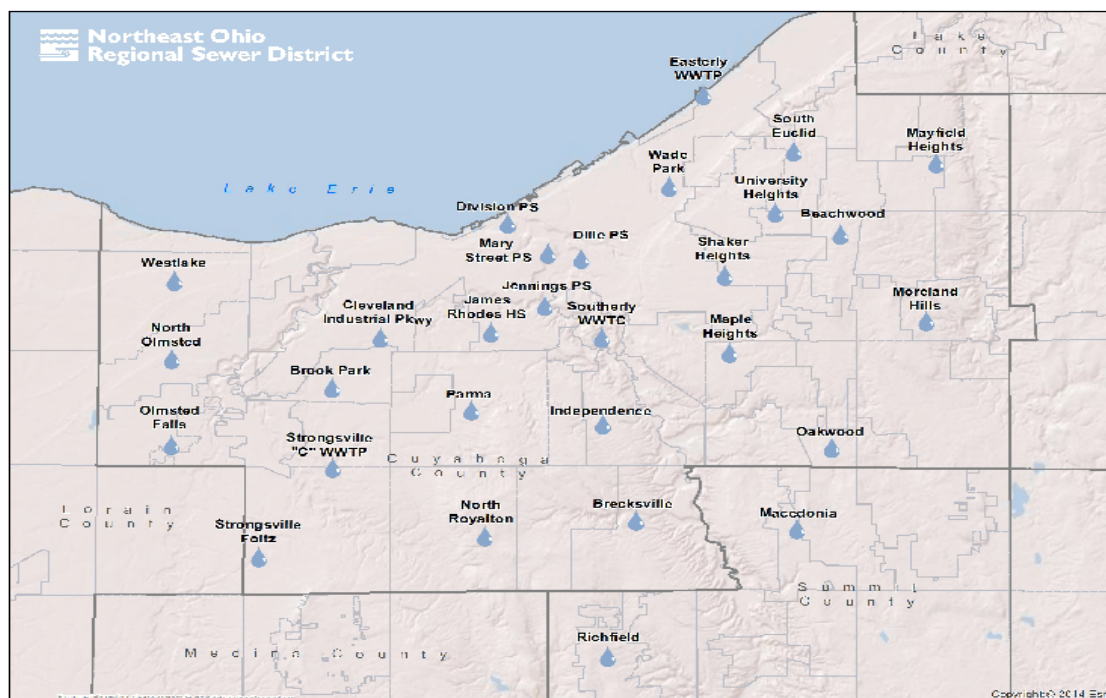 Northeast Ohio
Regional Sewer District
Lake
County
Easterly
WWTP
South
Euclid
Mayfield
Heights
Wade
Park
University
Heights
Lake Erie
Division PS
Beachwood
Mary
Street PS
Dille PS
Shaker
Heights
Westlake
Jennings PS
Moreland
Hills
Cleveland
Industrial Pkwy
James
Rhodes HS
Southerly
WWTC
Maple
Heights
North
Olmsted
Brook Park
Parma
Independence
Olmsted
Falls
Strongsville
"C" WWTP
Oakwood
Cuyahoga
County
Lorain
County
Strongsville
Foltz
North
Royalton
Brecksville
Macedonia
Summit
County
Richfield
Medina County
Copyright:© 2014 Esri